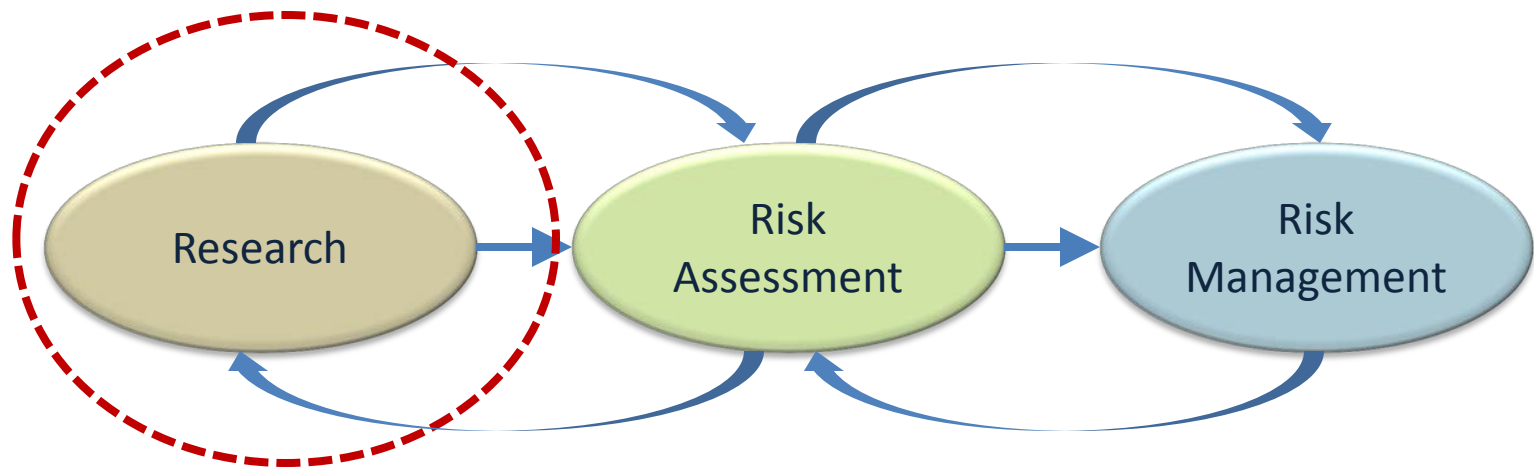 Research
Risk
Assessment
Risk
Management